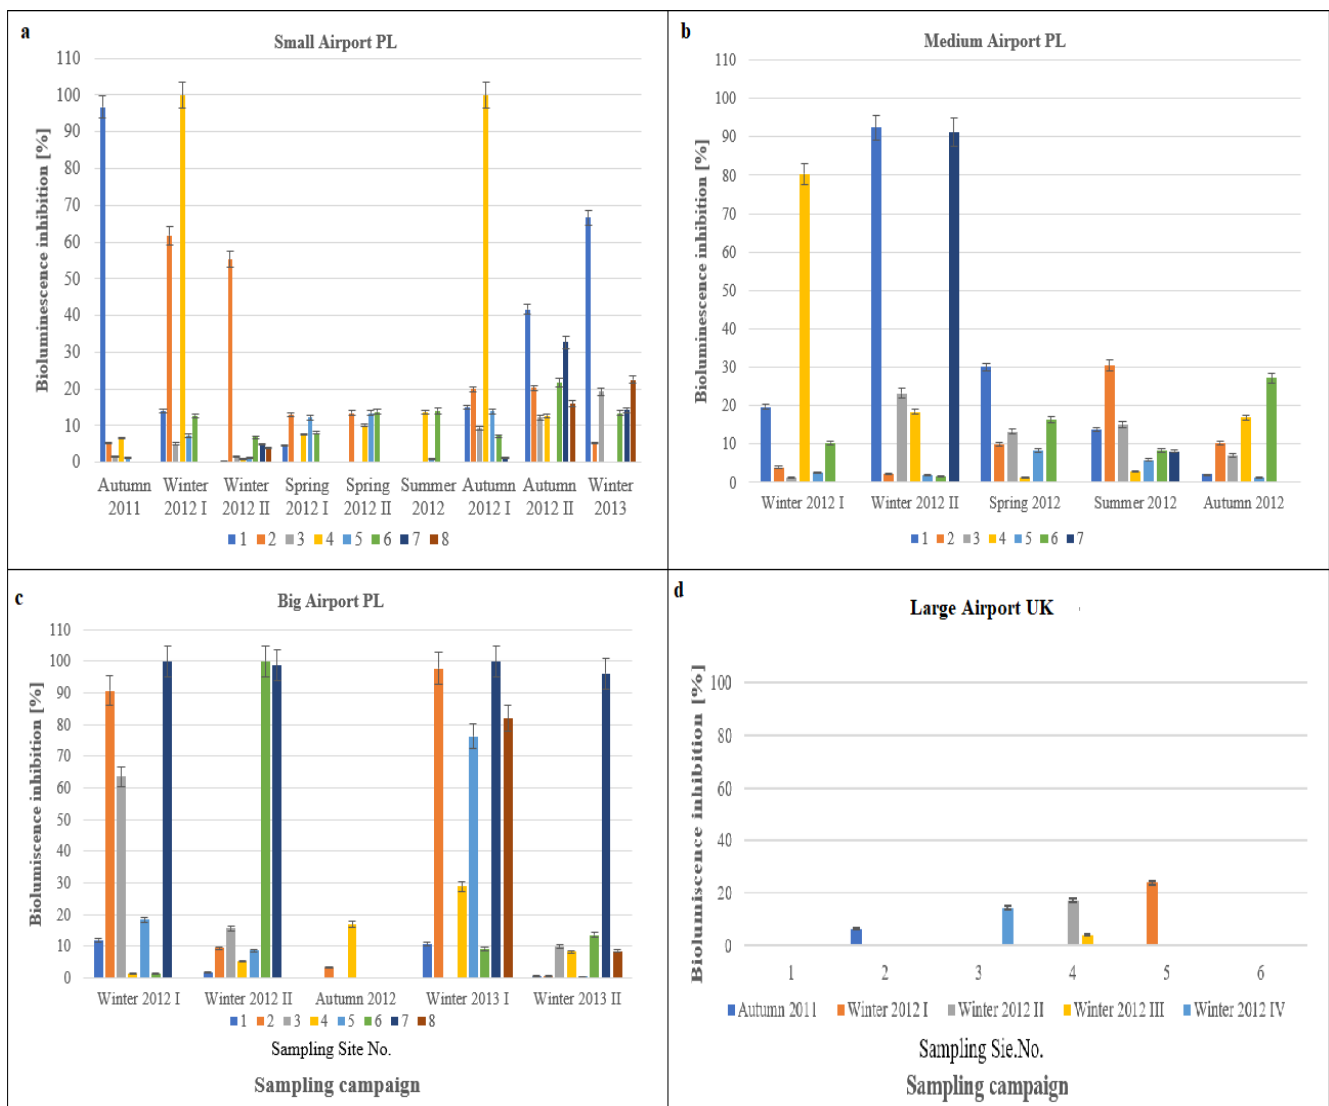 a
Small Airport PL
Bioluminescence inhibition [%]
110
100
90
80
70
60
50
40
30
20
10
0
Autumn 2011
Winter 2012 I
Winter 2012 II
Spring 2012 I
Spring 2012 II
Summer 2012
Autumn 2012 I
Autumn 2012 II
Winter 2013
1 2 3 4 5 6 7 8
b
Medium Airport PL
Bioluminescence inhibition [%]
110
100
90
80
70
60
50
40
30
20
10
0
Winter 2012 I
Winter 2012 II
Spring 2012
Summer 2012
Autumn 2012
1 2 3 4 5 6 7
c
Big Airport PL
Biolumiscence inhibition [%]
110
100
90
80
70
60
50
40
30
20
10
0
Winter 2012 I
Winter 2012 II
Autumn 2012
Winter 2013 I
Winter 2013 II
1 2 3 4 5 6 7 8
Sampling Site No.
Sampling campaign
d
Large Airport UK
Biolumiscence inhibition [%]
100
80
60
40
20
0
1 2 3 4 5 6
Autumn 2011 Winter 2012 I Winter 2012 II Winter 2012 III Winter 2012 IV
Sampling Sie.No.
Sampling campaign